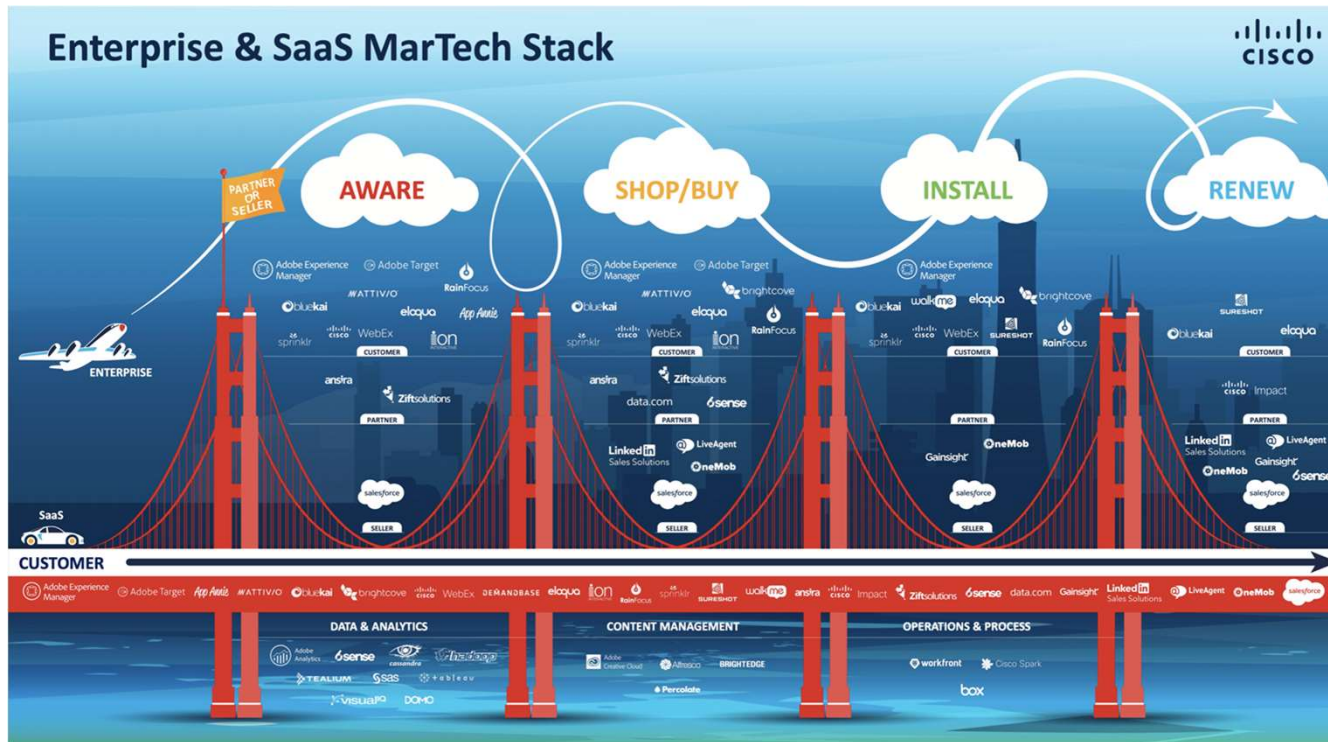 Enterprise & SaaS MarTech Stack
CISCO
PARTNER
OR
SELLER
AWARE
SHOP/BUY
INSTALL
RENEW
Adobe Experience
Manager
Adobe Target
RainFocus
ATTIVIO
bluekai
eloqua
App Annie
sprinklr
CISCO WebEx
ion
INTERACTIVE
CUSTOMER
ansira
Ziftsolutions
PARTNER
salesforce
SELLER
Adobe Experience
Manager
Adobe Target
ATTIVIO
brightcove
bluekai
eloqua
RainFocus
sprinklr
CISCO WebEx
ion
INTERACTIVE
CUSTOMER
ansira
Ziftsolutions
data.com
6sense
PARTNER
LinkedIn
Sales Solutions
LiveAgent
OneMob
salesforce
SELLER
Adobe Experience
Manager
bluekai
walkme
eloqua
brightcove
sprinklr
CISCO WebEx
SURESHOT
RainFocus
CUSTOMER
PARTNER
Gainsight
OneMob
salesforce
SELLER
SURESHOT
bluekai
eloqua
CUSTOMER
CISCO Impact
PARTNER
LinkedIn
Sales Solutions
LiveAgent
OneMob
Gainsight
6sense
salesforce
SELLER
ENTERPRISE
SaaS
CUSTOMER
Adobe Experience
Manager
Adobe Target
App Annie
ATTIVIO
bluekai
brightcove
CISCO WebEx
DEMANDBASE
eloqua
ion
INTERACTIVE
RainFocus
sprinklr
SURESHOT
walkme
ansira
CISCO Impact
Ziftsolutions
6sense
data.com
Gainsight
LinkedIn
Sales Solutions
LiveAgent
OneMob
salesforce
DATA & ANALYTICS
Adobe
Analytics
6sense
cassandra
hadoop
TEALIUM
sas
tableau
VISUAL IQ
DOMO
CONTENT MANAGEMENT
Adobe
Creative Cloud
Alfresco
BRIGHTEDGE
Percolate
OPERATIONS & PROCESS
workfront
Cisco Spark
box